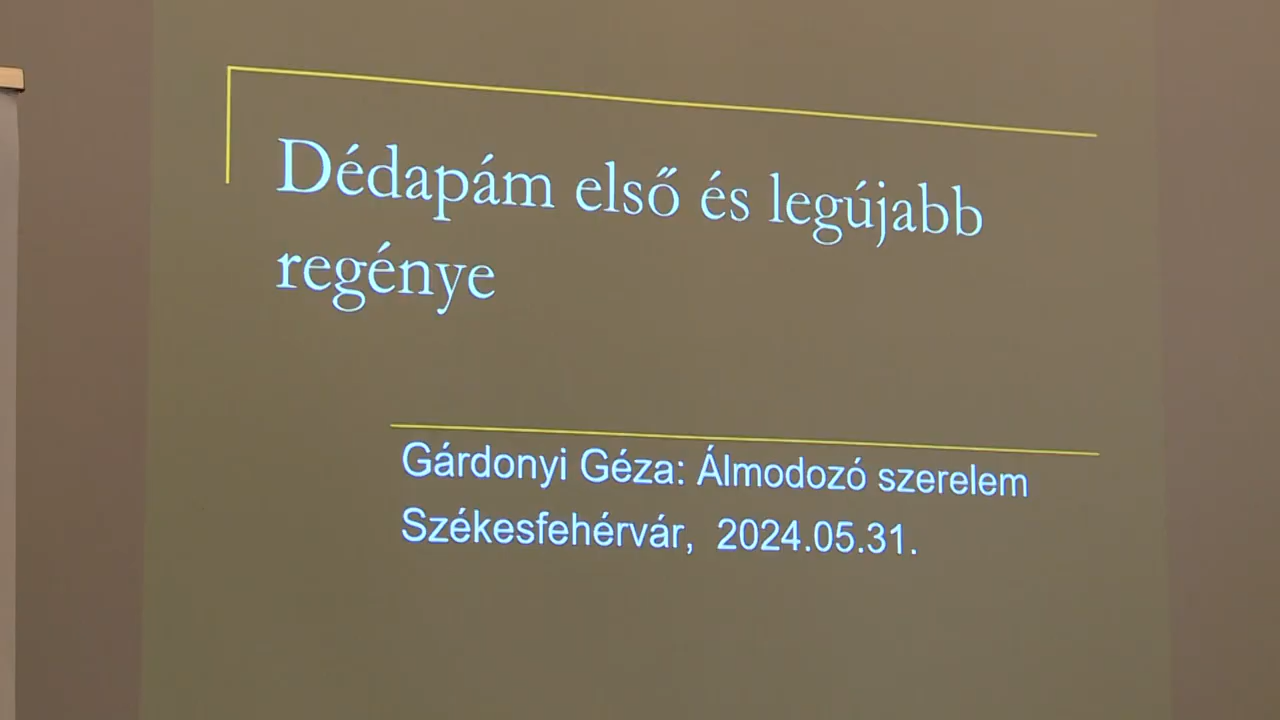 Dédapám első és legújabb
regénye
Gárdonyi Géza: Álmodozó szerelem
Székesfehérvár, 2024.05.31.